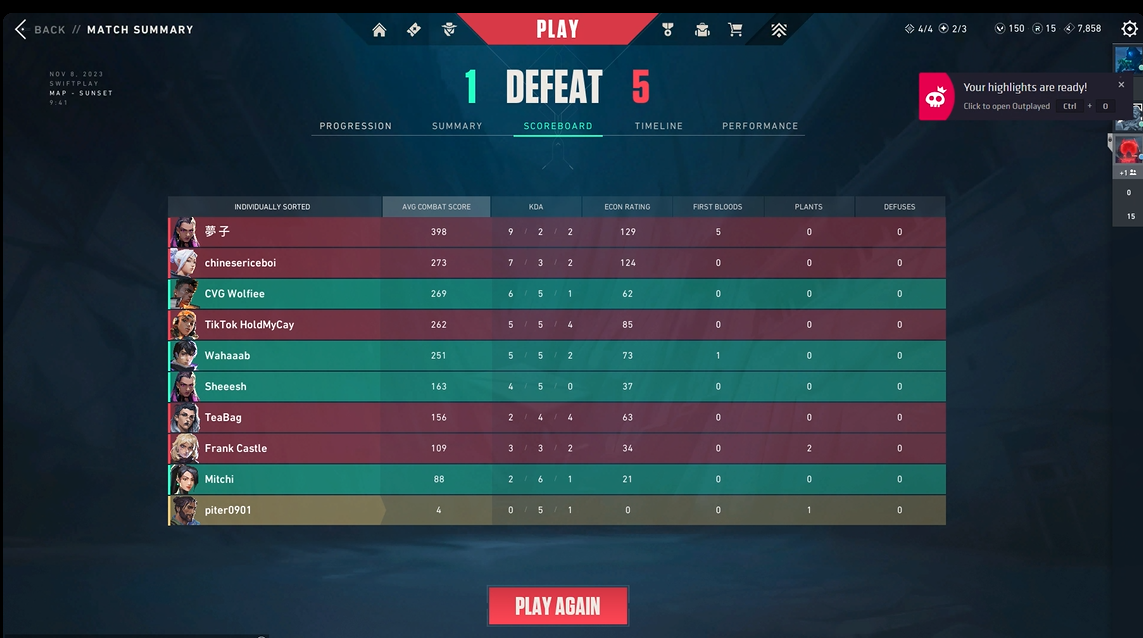 BACK // MATCH SUMMARY
PLAY
4/4 2/3 150 15 7,858
NOV 8, 2023
SWIFTPLAY
MAP - SUNSET
9:41
1 DEFEAT 5
Your highlights are ready!
Click to open Outplayed Ctrl + O
+1
0
15
PROGRESSION SUMMARY SCOREBOARD TIMELINE PERFORMANCE
INDIVIDUALLY SORTED AVG COMBAT SCORE KDA ECON RATING FIRST BLOODS PLANTS DEFUSES
夢子 398 9 / 2 / 2 129 5 0 0
chinesericeboi 273 7 / 3 / 2 124 0 0 0
CVG Wolfiee 269 6 / 5 / 1 62 0 0 0
TikTok HoldMyCay 262 5 / 5 / 4 85 0 0 0
Wahaaab 251 5 / 5 / 2 73 1 0 0
Sheeesh 163 4 / 5 / 0 37 0 0 0
TeaBag 156 2 / 4 / 4 63 0 0 0
Frank Castle 109 3 / 3 / 2 34 0 2 0
Mitchi 88 2 / 6 / 1 21 0 0 0
piter0901 4 0 / 5 / 1 0 0 1 0
PLAY AGAIN